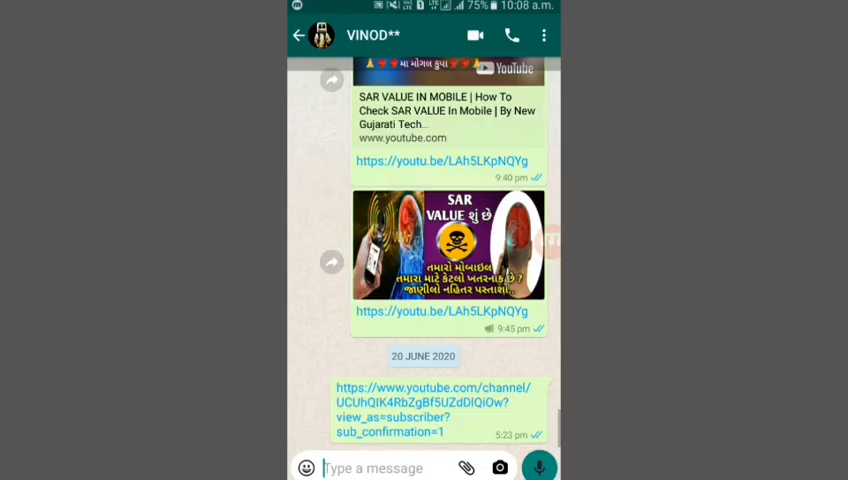 75% 10:08 a.m.
VINOD**
મા મોગલ કૃપા
YouTube
SAR VALUE IN MOBILE | How To
Check SAR VALUE In Mobile | By New
Gujarati Tech...
www.youtube.com
https://youtu.be/LAh5LKpNQYg
9:40 pm
SAR
VALUE શું છે
તમારો મોબાઇલ
તમારા માટે કેટલો ખતરનાક છે ?
જાણીલો નહિતર પસ્તાશો...
https://youtu.be/LAh5LKpNQYg
9:45 pm
20 JUNE 2020
https://www.youtube.com/channel/
UCUhQIK4RbZgBf5UZdDlQiOw?
view_as=subscriber?
sub_confirmation=1
5:23 pm
Type a message